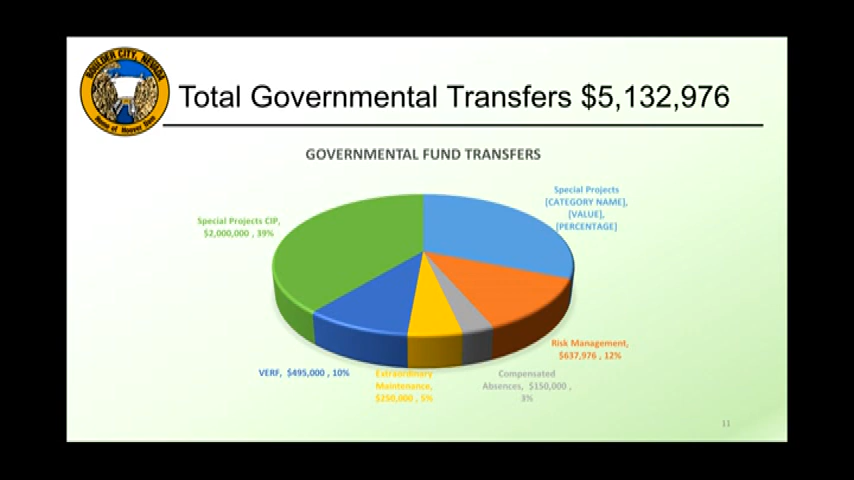 BOULDER CITY, NEVADA
Home of Hoover Dam
Total Governmental Transfers $5,132,976
GOVERNMENTAL FUND TRANSFERS
Special Projects
[CATEGORY NAME],
[VALUE],
[PERCENTAGE]
Special Projects CIP,
$2,000,000 , 39%
Risk Management,
$637,976 , 12%
VERF, $495,000 , 10%
Extraordinary
Maintenance,
$250,000 , 5%
Compensated
Absences, $150,000 ,
3%
11